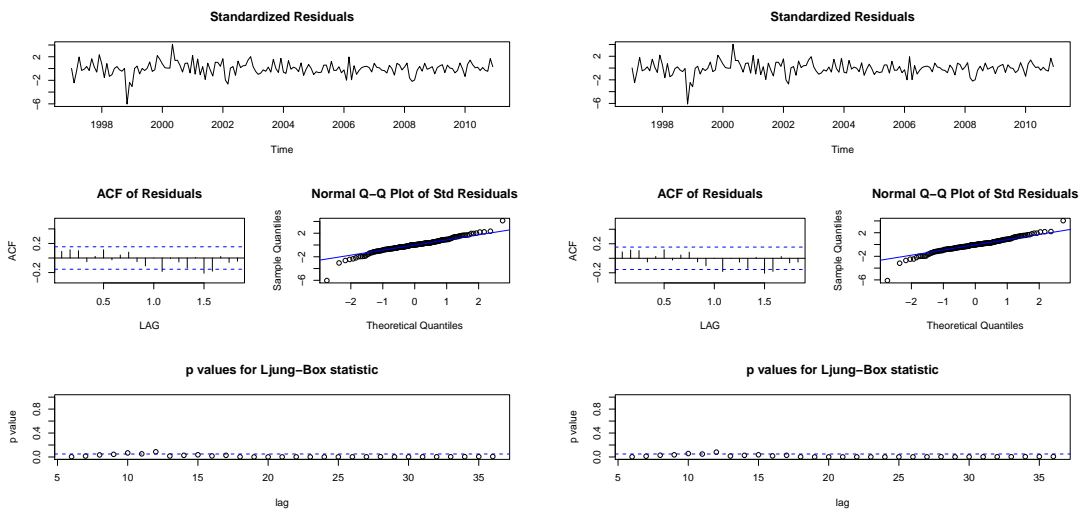 Standardized Residuals
2
−2
−6
1998 2000 2002 2004 2006 2008 2010
Time
ACF of Residuals
ACF
0.2
−0.2
0.5 1.0 1.5
LAG
Normal Q−Q Plot of Std Residuals
Sample Quantiles
2
−2
−6
−2 −1 0 1 2
Theoretical Quantiles
p values for Ljung−Box statistic
p value
0.8
0.4
0.0
5 10 15 20 25 30 35
lag
Standardized Residuals
2
−2
−6
1998 2000 2002 2004 2006 2008 2010
Time
ACF of Residuals
ACF
0.2
−0.2
0.5 1.0 1.5
LAG
Normal Q−Q Plot of Std Residuals
Sample Quantiles
2
−2
−6
−2 −1 0 1 2
Theoretical Quantiles
p values for Ljung−Box statistic
p value
0.8
0.4
0.0
5 10 15 20 25 30 35
lag